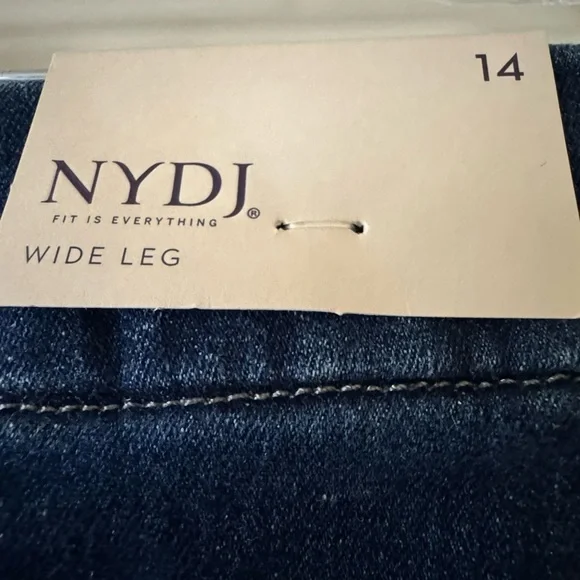 14
NYDJ®
FIT IS EVERYTHING
WIDE LEG